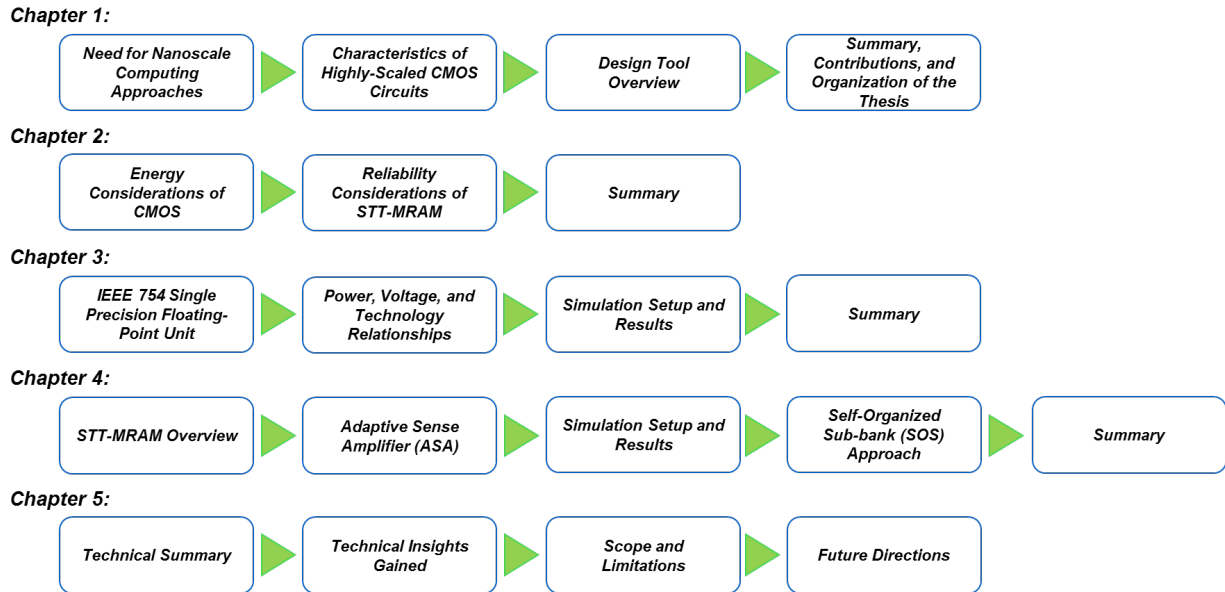 Chapter 1:
Need for Nanoscale
Computing
Approaches
Characteristics of
Highly-Scaled CMOS
Circuits
Design Tool
Overview
Summary,
Contributions, and
Organization of the
Thesis
Chapter 2:
Energy
Considerations of
CMOS
Reliability
Considerations of
STT-MRAM
Summary
Chapter 3:
IEEE 754 Single
Precision Floating-
Point Unit
Power, Voltage, and
Technology
Relationships
Simulation Setup and
Results
Summary
Chapter 4:
STT-MRAM Overview
Adaptive Sense
Amplifier (ASA)
Simulation Setup and
Results
Self-Organized
Sub-bank (SOS)
Approach
Summary
Chapter 5:
Technical Summary
Technical Insights
Gained
Scope and
Limitations
Future Directions